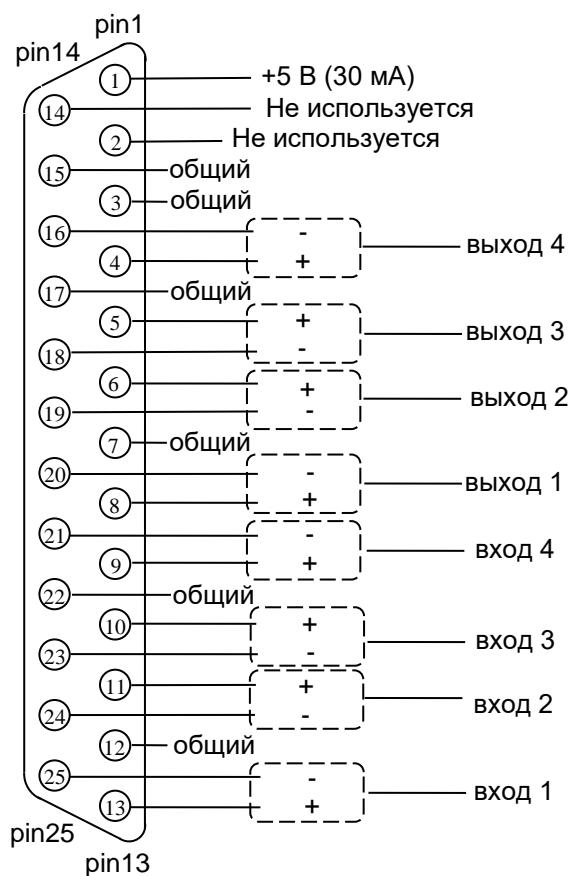 pin1
pin14
1 +5 В (30 мА)
14 Не используется
2 Не используется
15 общий
3 общий
16 -
выход 4
4 +
17 общий
5 +
выход 3
18 -
6 +
выход 2
19 -
7 общий
20 -
выход 1
8 +
21 -
вход 4
9 +
22 общий
10 +
вход 3
23 -
11 +
вход 2
24 -
12 общий
25 -
вход 1
13 +
pin25
pin13